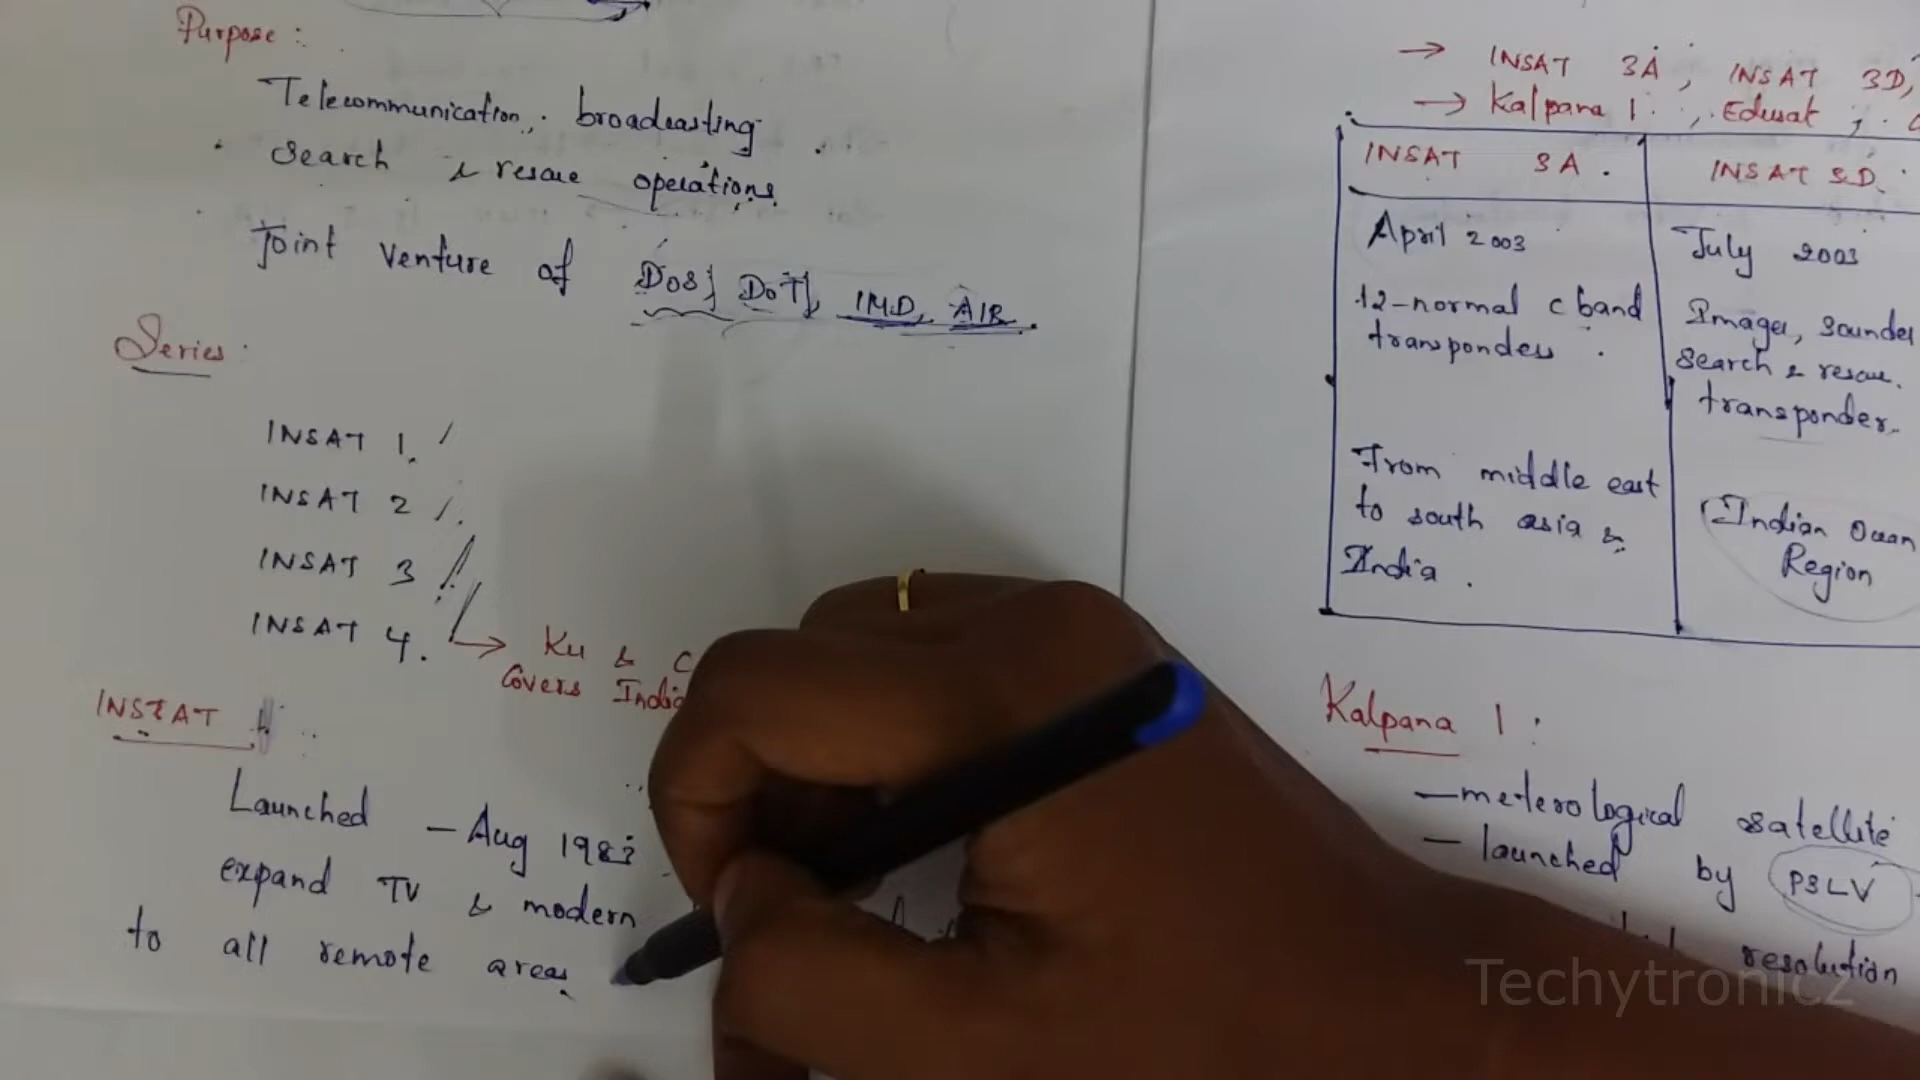 Purpose :
Telecommunication, broadcasting
search & rescue operations
Joint venture of DOS, DOT, IMD, AIR.
Series :
INSAT 1.
INSAT 2
INSAT 3
INSAT 4.
Ku & C
Covers India
INSAT
Launched - Aug 1983
expand TV & modern
to all remote areas
→ INSAT 3A, INSAT 3D,
→ Kalpana 1, Edusat,
INSAT 3A.
April 2003
12-normal c band
transponders.
From middle east
to south asia &
India.
INSAT 3D.
July 2003
Imager, Sounder
search & rescue.
transponder.
Indian Ocean
Region
Kalpana 1 :
- meterological satellite
- launched by PSLV
resolution
Techytronicz